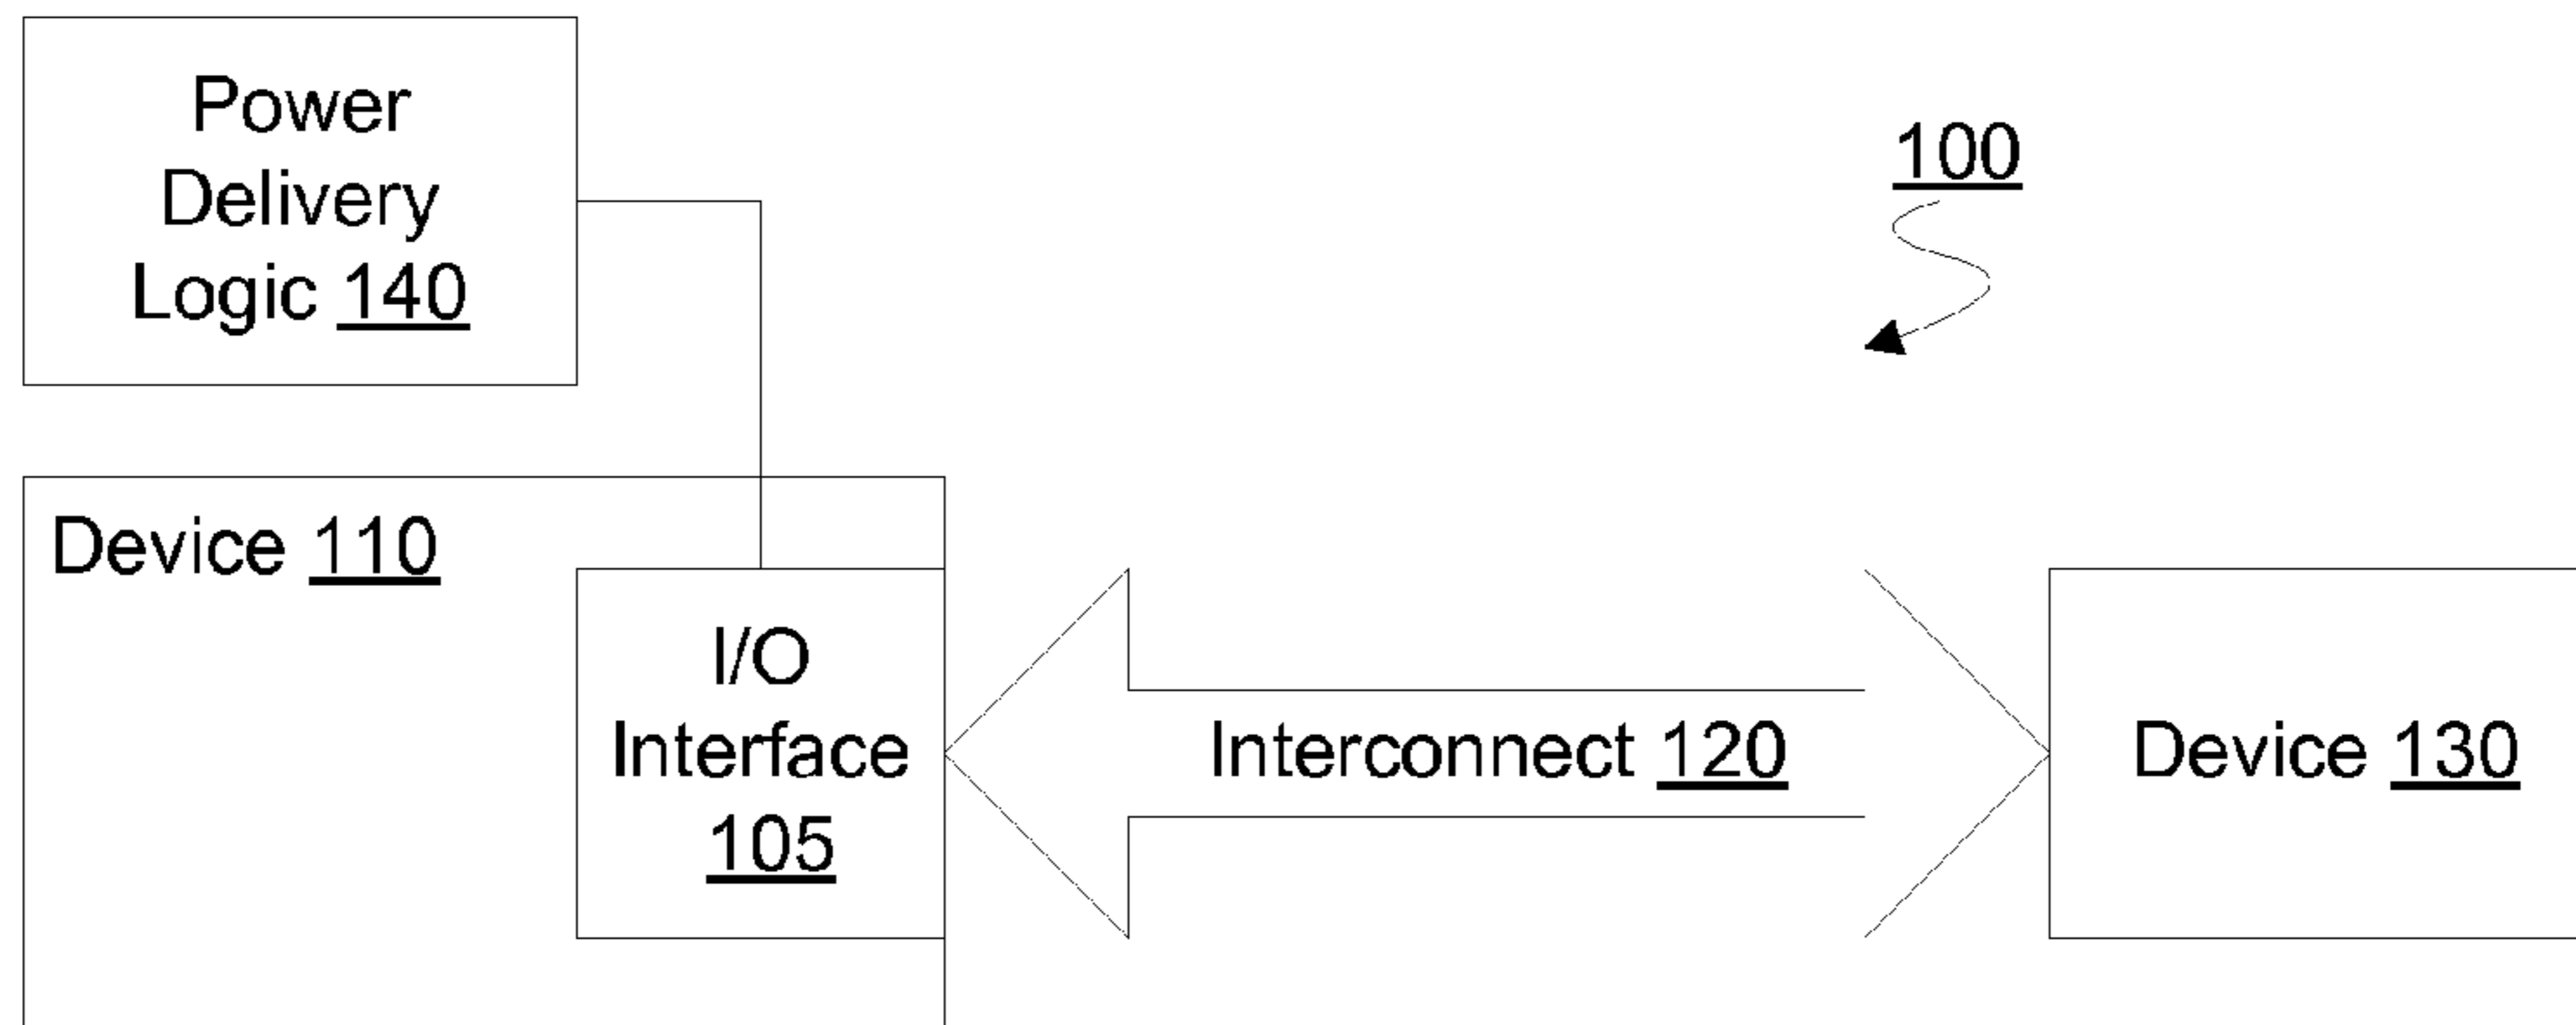 Power
Delivery
Logic 140
100
Device 110
I/O
Interface
105
Interconnect 120
Device 130